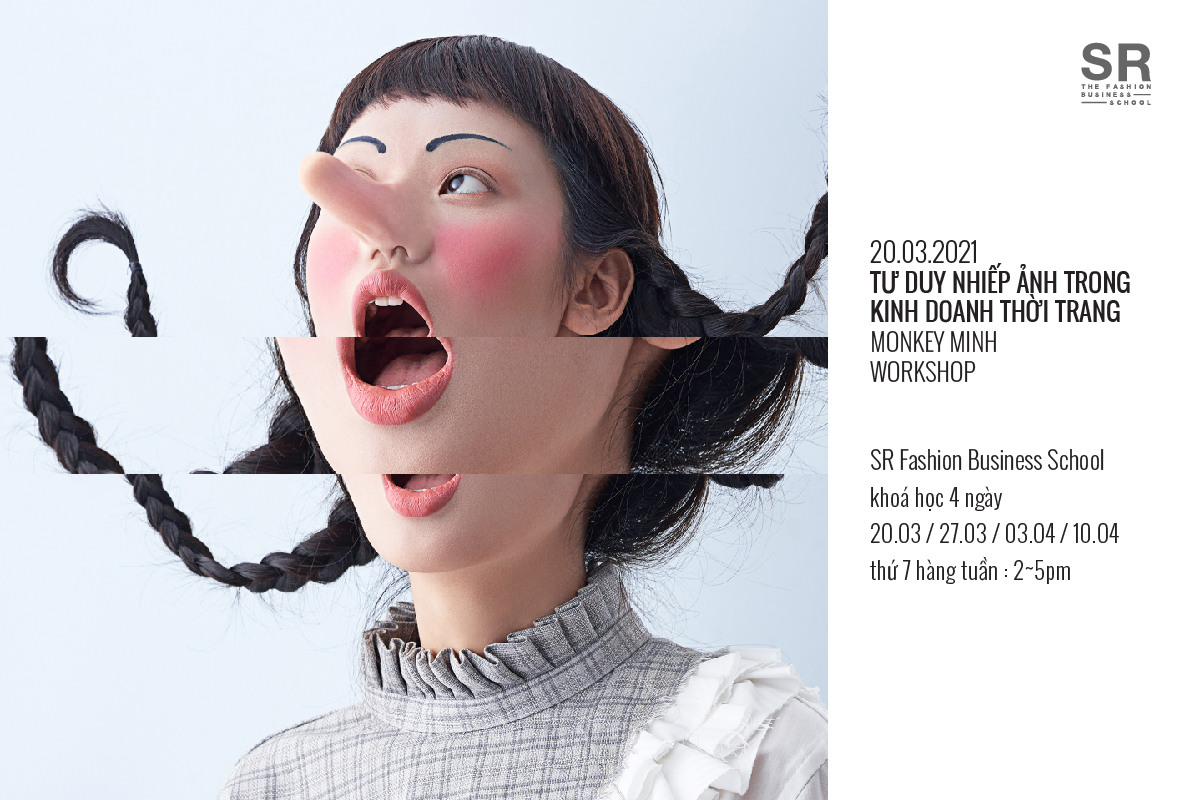 SR
THE FASHION
BUSINESS
SCHOOL
20.03.2021
TƯ DUY NHIẾP ẢNH TRONG
KINH DOANH THỜI TRANG
MONKEY MINH
WORKSHOP
SR Fashion Business School
khoá học 4 ngày
20.03 / 27.03 / 03.04 / 10.04
thứ 7 hàng tuần : 2~5pm